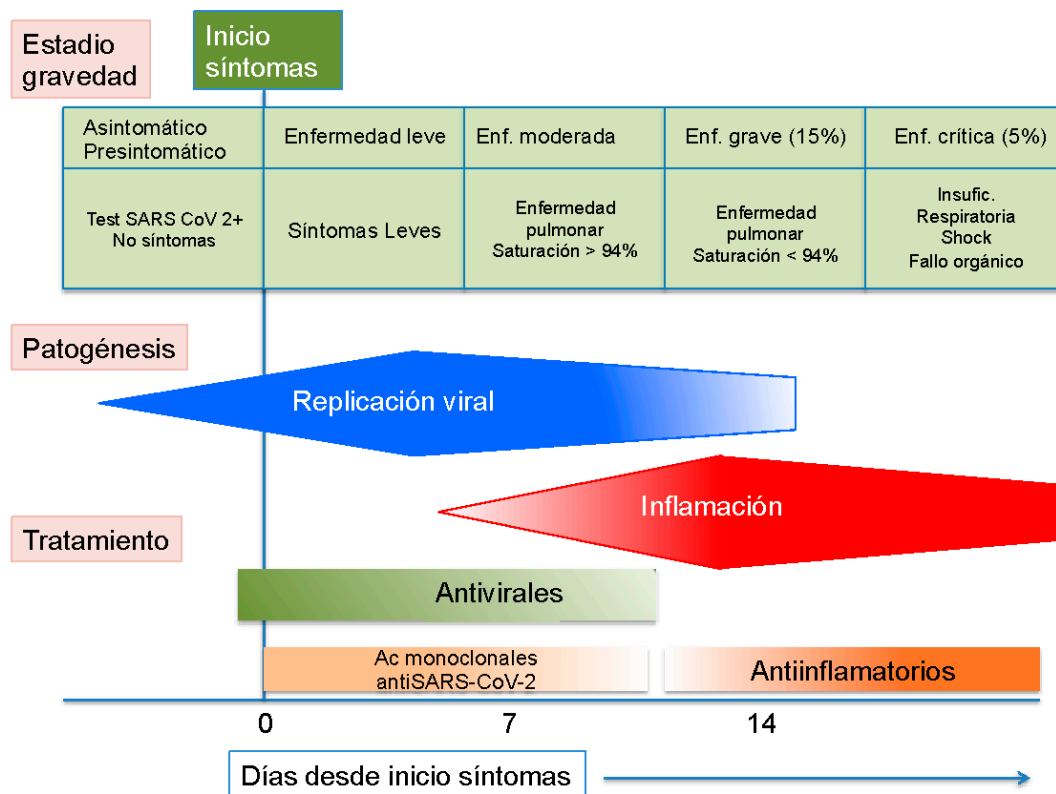 Estadio
gravedad
Inicio
síntomas
Asintomático
Presintomático
Enfermedad leve
Enf. moderada
Enf. grave (15%)
Enf. crítica (5%)
Test SARS CoV 2+
No síntomas
Síntomas Leves
Enfermedad
pulmonar
Saturación > 94%
Enfermedad
pulmonar
Saturación < 94%
Insufic.
Respiratoria
Shock
Fallo orgánico
Patogénesis
Replicación viral
Inflamación
Tratamiento
Antivirales
Ac monoclonales
antiSARS-CoV-2
Antiinflamatorios
0 7 14
Días desde inicio síntomas